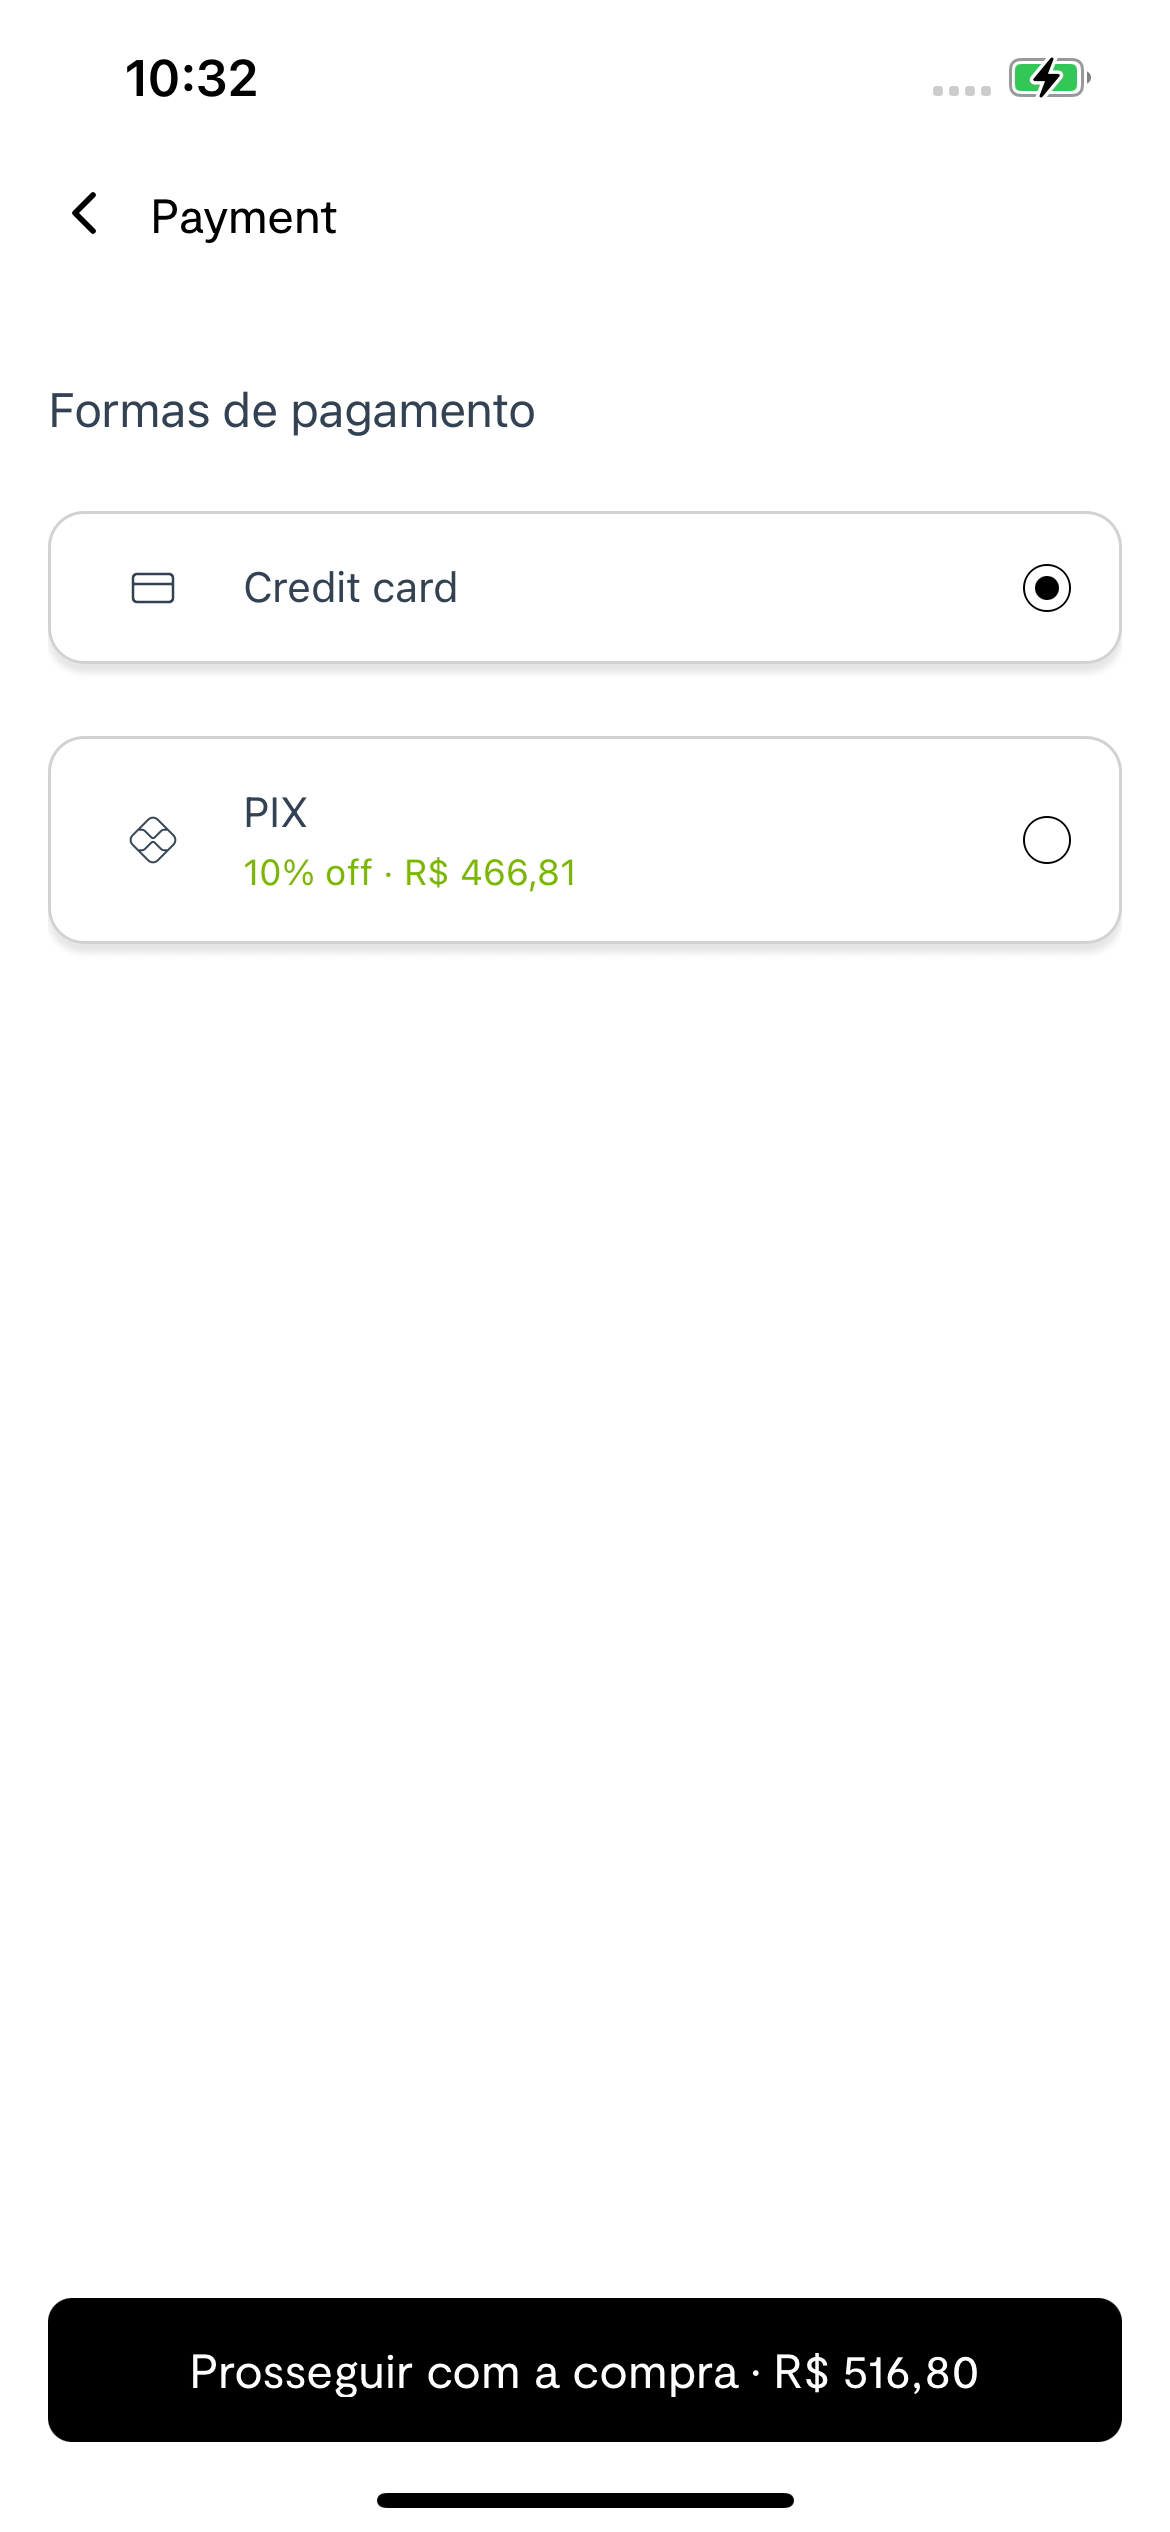 10:32
Payment
Formas de pagamento
Credit card
PIX
10% off · R$ 466,81
Prosseguir com a compra · R$ 516,80